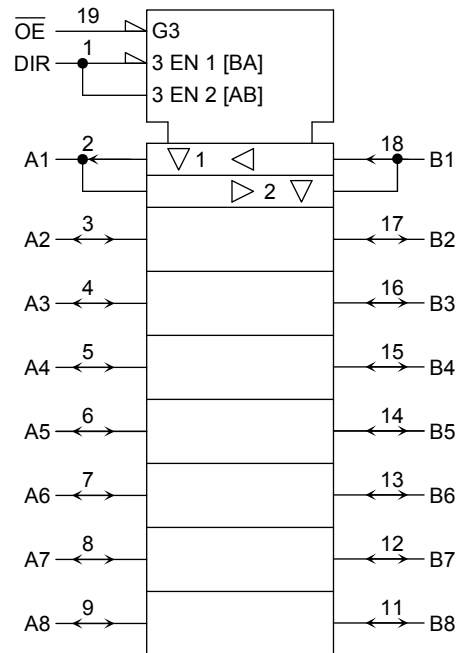 O̅E̅ 19 G3
DIR 1 3 EN 1 [BA]
3 EN 2 [AB]
A1 2 ▽ 1 ◁ 18 B1
▷ 2 ▽
A2 3 17 B2
A3 4 16 B3
A4 5 15 B4
A5 6 14 B5
A6 7 13 B6
A7 8 12 B7
A8 9 11 B8